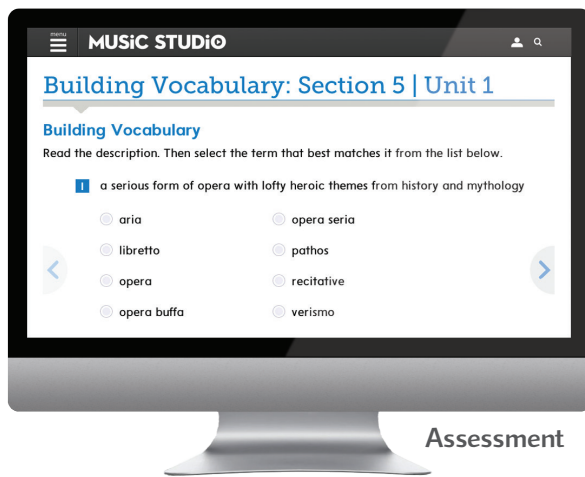 menu
MUSiC STUDiO
Building Vocabulary: Section 5 | Unit 1
Building Vocabulary
Read the description. Then select the term that best matches it from the list below.
1 a serious form of opera with lofty heroic themes from history and mythology
aria
libretto
opera
opera buffa
opera seria
pathos
recitative
verismo
Assessment